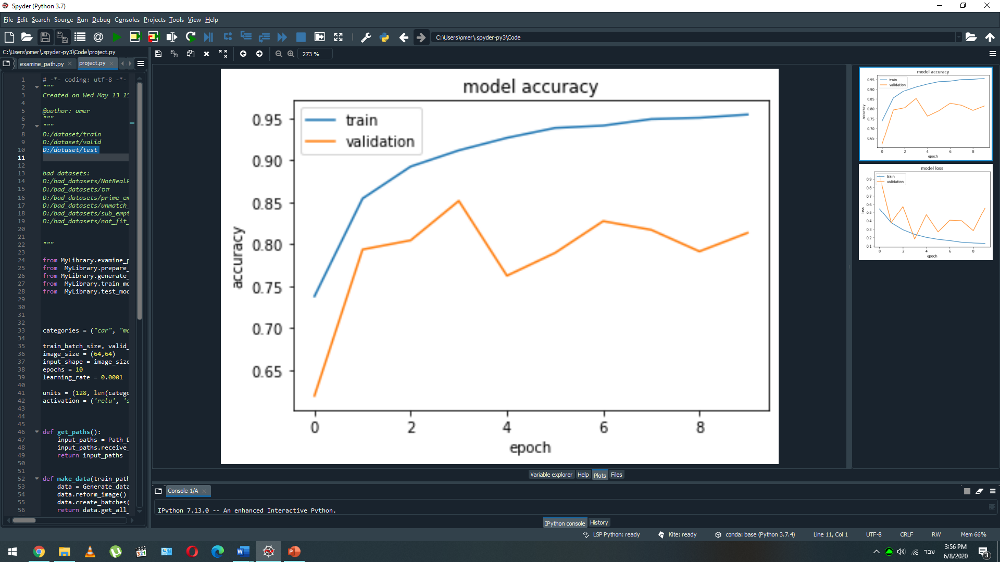 Spyder (Python 3.7)
File Edit Search Source Run Debug Consoles Projects Tools View Help
C:\Users\omer\.spyder-py3\Code
C:\Users\omer\.spyder-py3\Code\project.py
273 %
examine_path.py project.py
1 # -*- coding: utf-8 -*-
2 """
3 Created on Wed May 13 15
4
5 @author: omer
6 """
7 """
8 D:/dataset/train
9 D:/dataset/valid
10 D:/dataset/test
11
12
13 bad datasets:
14 D:/bad_datasets/NotRealF
15 D:/bad_datasets/
16 D:/bad_datasets/prime_em
17 D:/bad_datasets/unmatch_
18 D:/bad_datasets/sub_empt
19 D:/bad_datasets/not_fit_
20
21
22 """
23
24 from MyLibrary.examine_p
25 from MyLibrary.prepare_
26 from MyLibrary.generate_
27 from MyLibrary.train_mo
28 from MyLibrary.test_mod
29
30
31
32
33 categories = ("car", "mo
34
35 train_batch_size, valid_
36 image_size = (64,64)
37 input_shape = image_size
38 epochs = 10
39 learning_rate = 0.0001
40
41 units = (128, len(catego
42 activation = ('relu', 's
43
44
45
46 def get_paths():
47 input_paths = Path_D
48 input_paths.receive_
49 return input_paths
50
51
52 def make_data(train_path
53 data = Generate_data
54 data.reform_image()
55 data.create_batches(
56 return data.get_all_
model accuracy
train
validation
0.95
0.90
0.85
0.80
0.75
0.70
0.65
accuracy
0 2 4 6 8
epoch
model accuracy
train
validation
0.95
0.90
0.85
0.80
0.75
0.70
0.65
accuracy
0 2 4 6 8
epoch
model loss
train
validation
0.9
0.8
0.7
0.6
0.5
0.4
0.3
0.2
0.1
loss
0 2 4 6 8
epoch
Variable explorer Help Plots Files
Console 1/A
IPython 7.13.0 -- An enhanced Interactive Python.
IPython console History
LSP Python: ready Kite: ready conda: base (Python 3.7.4) Line 11, Col 1 UTF-8 CRLF RW Mem 66%
321
עבר
3:56 PM
6/8/2020
3